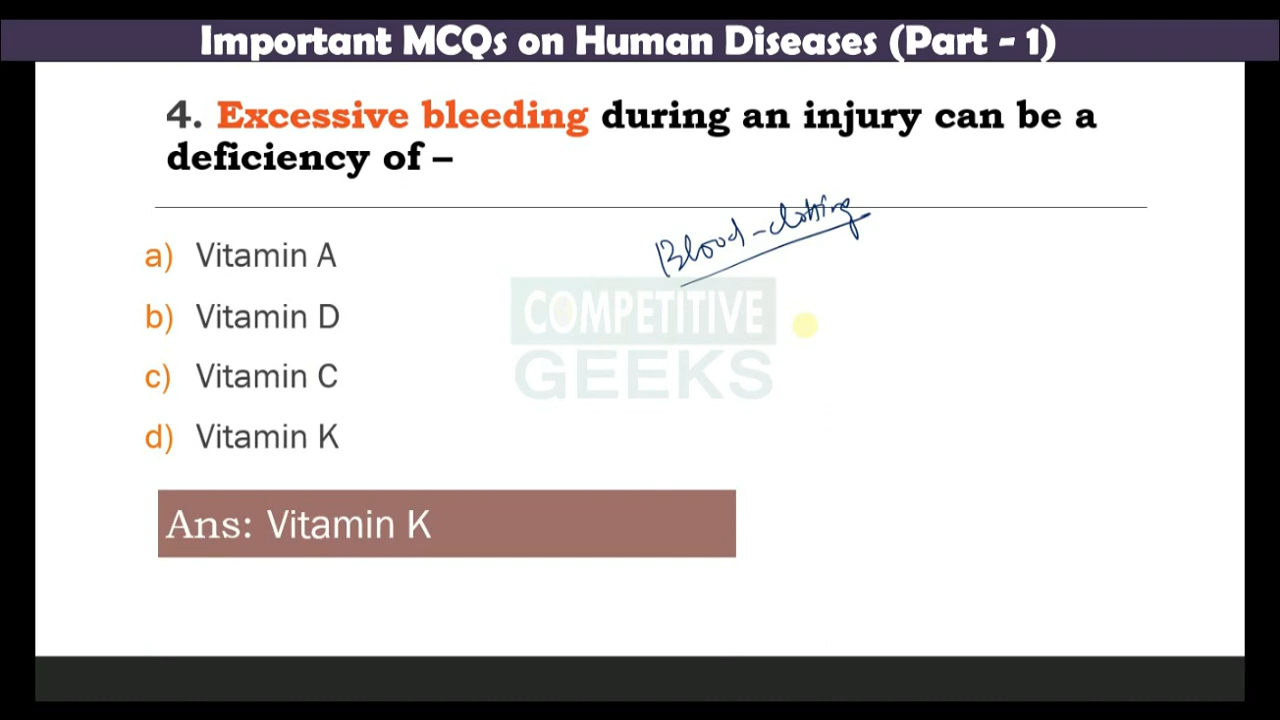 Important MCQs on Human Diseases (Part - 1)
4. Excessive bleeding during an injury can be a
deficiency of –
Blood-clotting
a) Vitamin A
COMPETITIVE
b) Vitamin D
GEEKS
c) Vitamin C
d) Vitamin K
Ans: Vitamin K